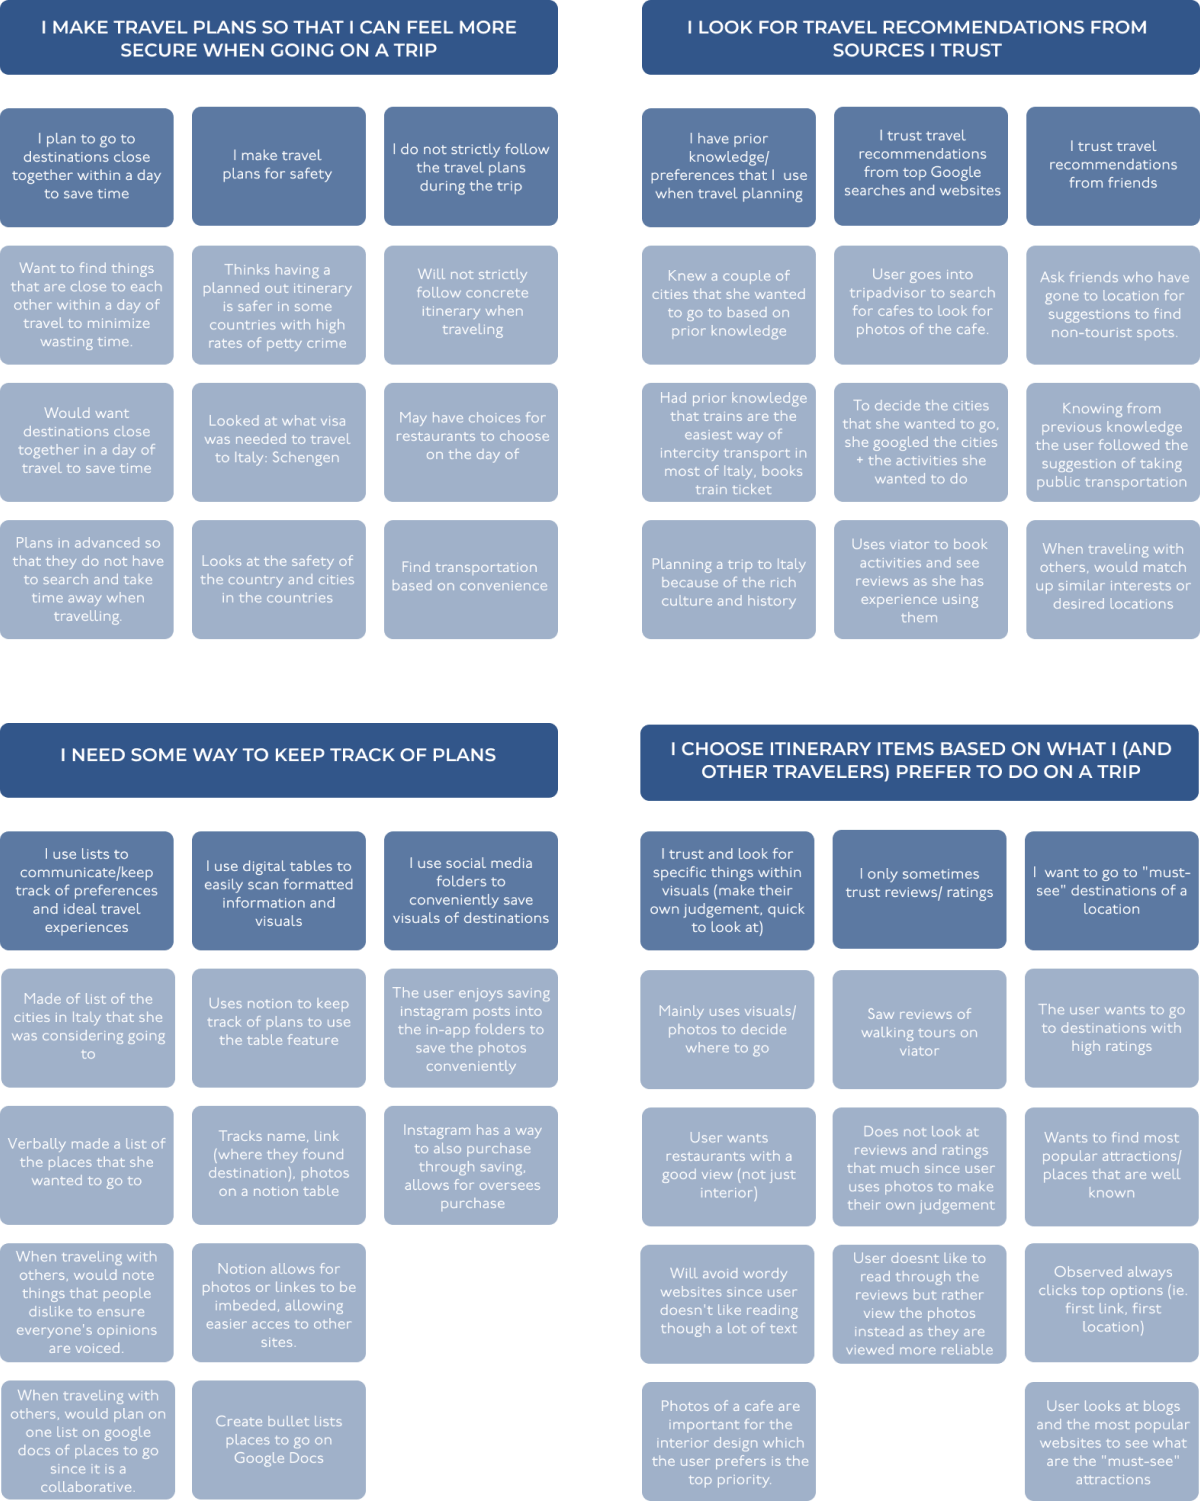 I MAKE TRAVEL PLANS SO THAT I CAN FEEL MORE
SECURE WHEN GOING ON A TRIP
I plan to go to
destinations close
together within a day
to save time
I make travel
plans for safety
I do not strictly follow
the travel plans
during the trip
Want to find things
that are close to each
other within a day of
travel to minimize
wasting time.
Thinks having a
planned out itinerary
is safer in some
countries with high
rates of petty crime
Will not strictly
follow concrete
itinerary when
traveling
Would want
destinations close
together in a day of
travel to save time
Looked at what visa
was needed to travel
to Italy: Schengen
May have choices for
restaurants to choose
on the day of
Plans in advanced so
that they do not have
to search and take
time away when
travelling.
Looks at the safety of
the country and cities
in the countries
Find transportation
based on convenience
I LOOK FOR TRAVEL RECOMMENDATIONS FROM
SOURCES I TRUST
I have prior
knowledge/
preferences that I use
when travel planning
I trust travel
recommendations
from top Google
searches and websites
I trust travel
recommendations
from friends
Knew a couple of
cities that she wanted
to go to based on
prior knowledge
User goes into
tripadvisor to search
for cafes to look for
photos of the cafe.
Ask friends who have
gone to location for
suggestions to find
non-tourist spots.
Had prior knowledge
that trains are the
easiest way of
intercity transport in
most of Italy, books
train ticket
To decide the cities
that she wanted to go,
she googled the cities
+ the activities she
wanted to do
Knowing from
previous knowledge
the user followed the
suggestion of taking
public transportation
Planning a trip to Italy
because of the rich
culture and history
Uses viator to book
activities and see
reviews as she has
experience using
them
When traveling with
others, would match
up similar interests or
desired locations
I NEED SOME WAY TO KEEP TRACK OF PLANS
I use lists to
communicate/keep
track of preferences
and ideal travel
experiences
I use digital tables to
easily scan formatted
information and
visuals
I use social media
folders to
conveniently save
visuals of destinations
Made of list of the
cities in Italy that she
was considering going
to
Uses notion to keep
track of plans to use
the table feature
The user enjoys saving
instagram posts into
the in-app folders to
save the photos
conveniently
Verbally made a list of
the places that she
wanted to go to
Tracks name, link
(where they found
destination), photos
on a notion table
Instagram has a way
to also purchase
through saving,
allows for oversees
purchase
When traveling with
others, would note
things that people
dislike to ensure
everyone's opinions
are voiced.
Notion allows for
photos or linkes to be
imbeded, allowing
easier acces to other
sites.
When traveling with
others, would plan on
one list on google
docs of places to go
since it is a
collaborative.
Create bullet lists
places to go on
Google Docs
I CHOOSE ITINERARY ITEMS BASED ON WHAT I (AND
OTHER TRAVELERS) PREFER TO DO ON A TRIP
I trust and look for
specific things within
visuals (make their
own judgement, quick
to look at)
I only sometimes
trust reviews/ ratings
I want to go to "must-
see" destinations of a
location
Mainly uses visuals/
photos to decide
where to go
Saw reviews of
walking tours on
viator
The user wants to go
to destinations with
high ratings
User wants
restaurants with a
good view (not just
interior)
Does not look at
reviews and ratings
that much since user
uses photos to make
their own judgement
Wants to find most
popular attractions/
places that are well
known
Will avoid wordy
websites since user
doesn't like reading
though a lot of text
User doesnt like to
read through the
reviews but rather
view the photos
instead as they are
viewed more reliable
Observed always
clicks top options (ie.
first link, first
location)
Photos of a cafe are
important for the
interior design which
the user prefers is the
top priority.
User looks at blogs
and the most popular
websites to see what
are the "must-see"
attractions